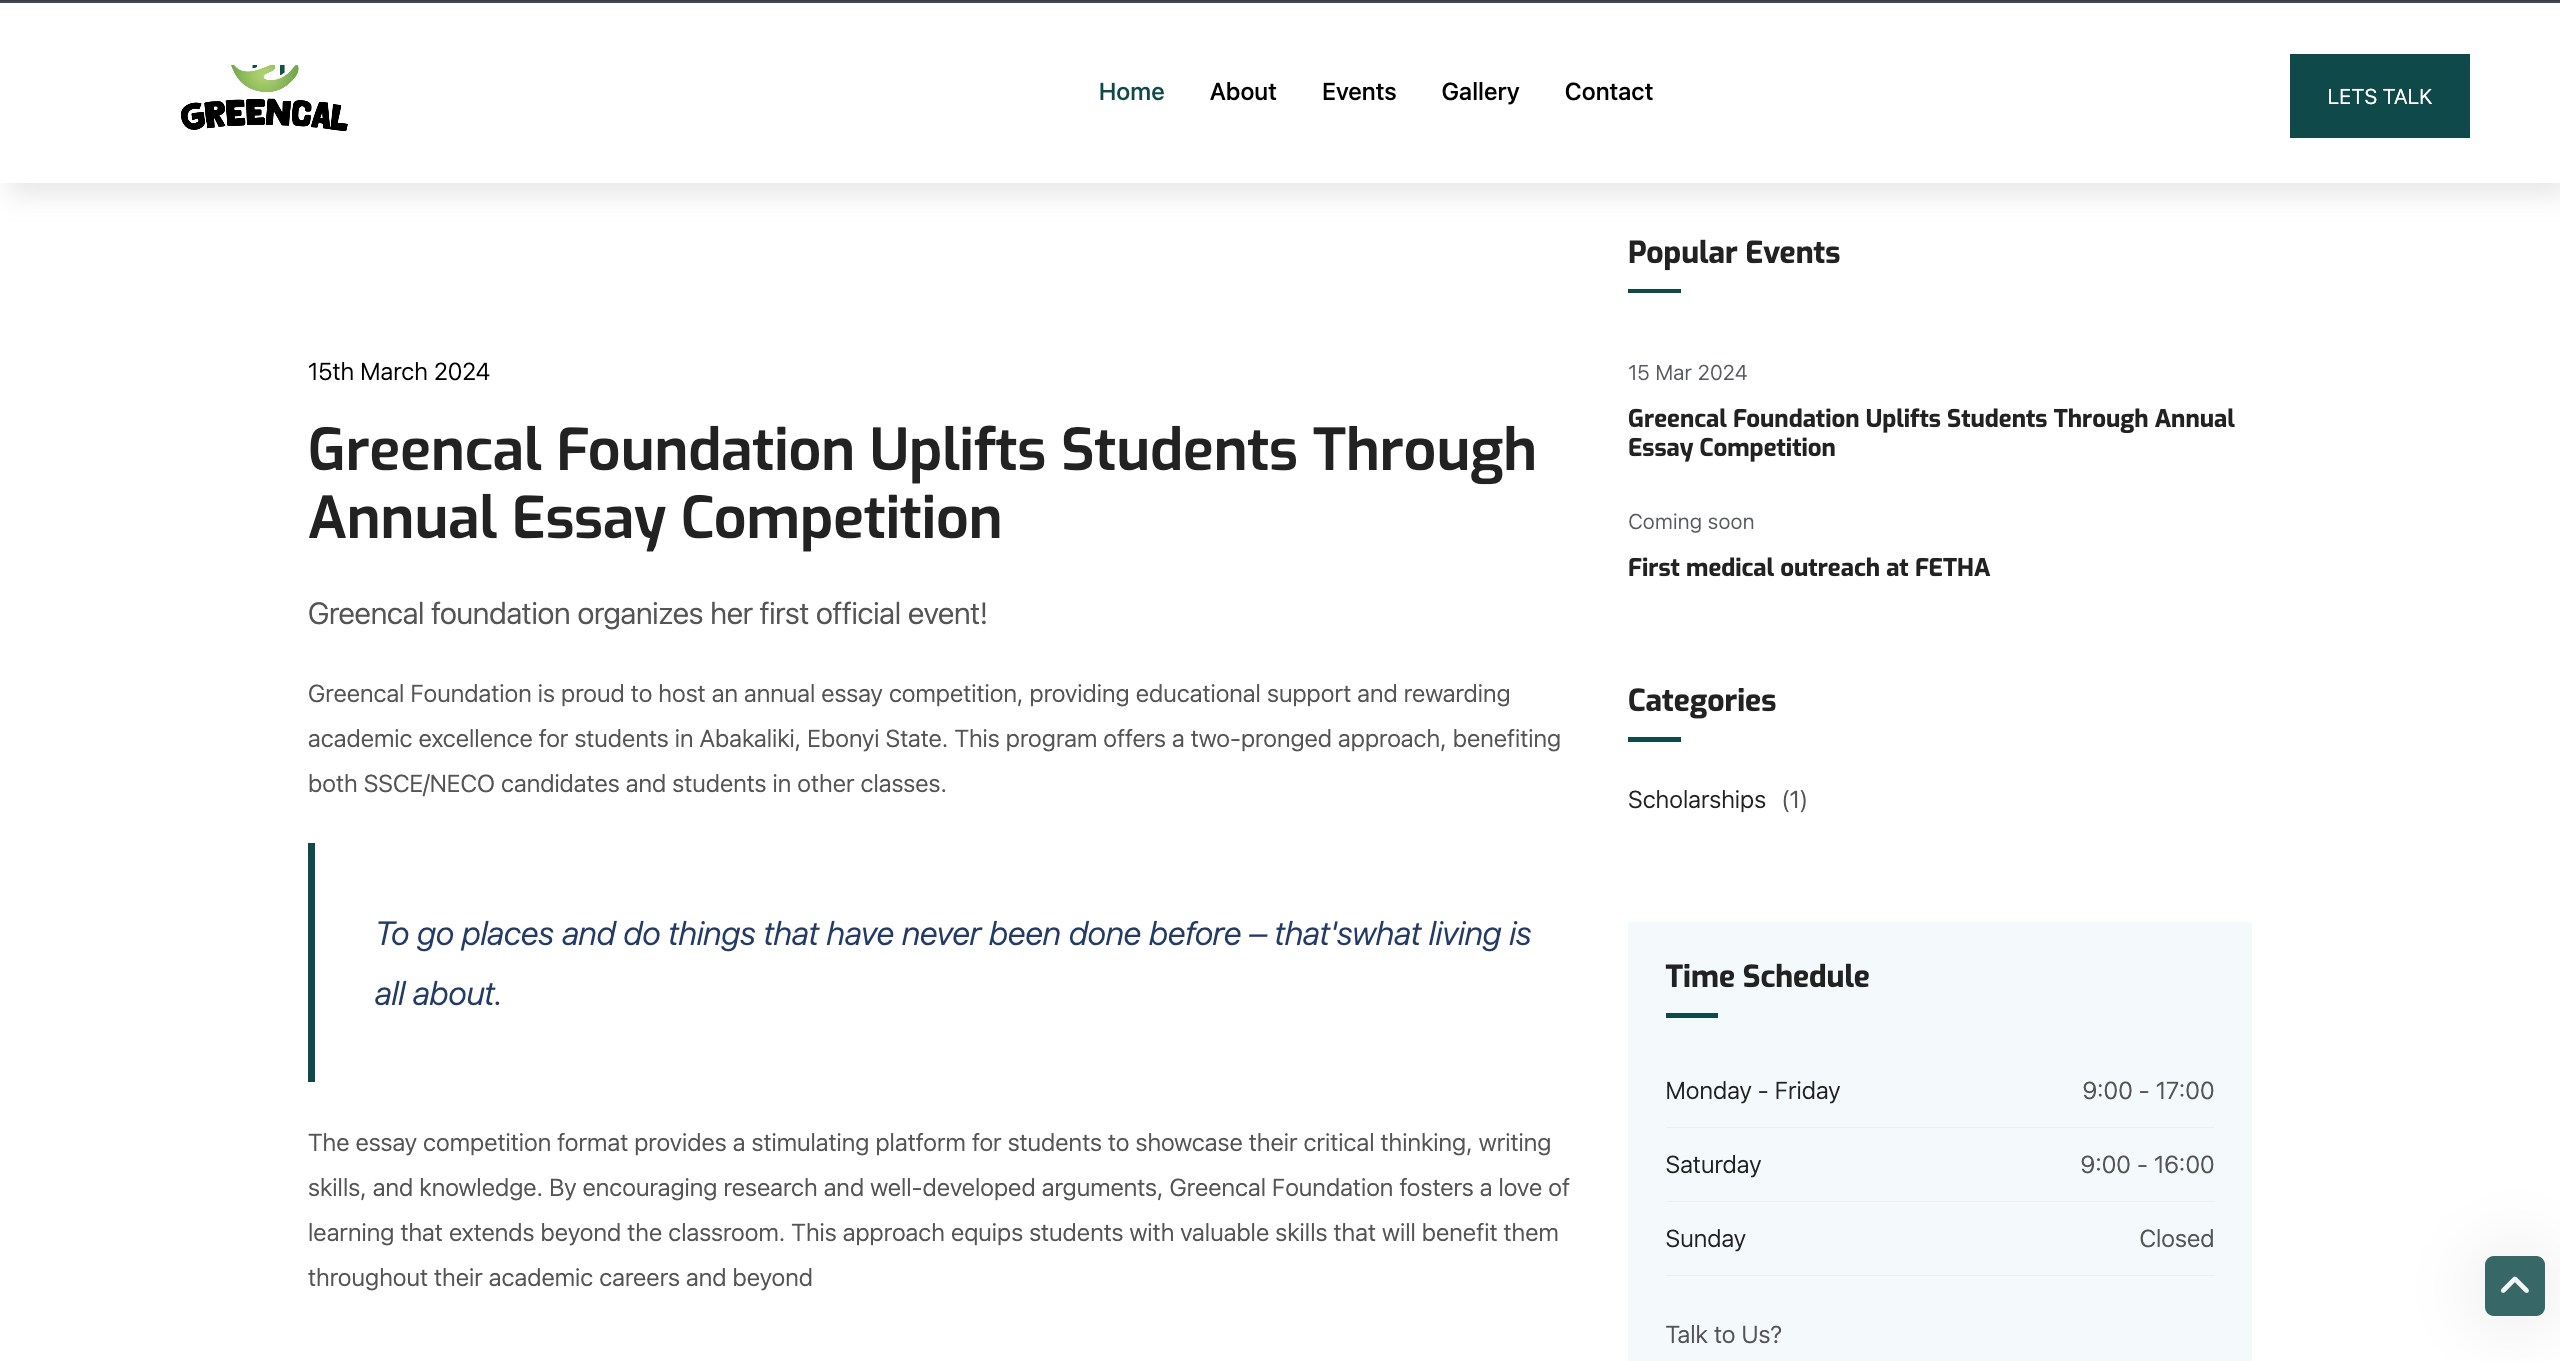 GREENCAL
Home
About
Events
Gallery
Contact
LETS TALK
15th March 2024
Greencal Foundation Uplifts Students Through
Annual Essay Competition
Greencal foundation organizes her first official event!
Greencal Foundation is proud to host an annual essay competition, providing educational support and rewarding
academic excellence for students in Abakaliki, Ebonyi State. This program offers a two-pronged approach, benefiting
both SSCE/NECO candidates and students in other classes.
To go places and do things that have never been done before – that'swhat living is
all about.
The essay competition format provides a stimulating platform for students to showcase their critical thinking, writing
skills, and knowledge. By encouraging research and well-developed arguments, Greencal Foundation fosters a love of
learning that extends beyond the classroom. This approach equips students with valuable skills that will benefit them
throughout their academic careers and beyond
Popular Events
15 Mar 2024
Greencal Foundation Uplifts Students Through Annual
Essay Competition
Coming soon
First medical outreach at FETHA
Categories
Scholarships (1)
Time Schedule
Monday - Friday 9:00 - 17:00
Saturday 9:00 - 16:00
Sunday Closed
Talk to Us?